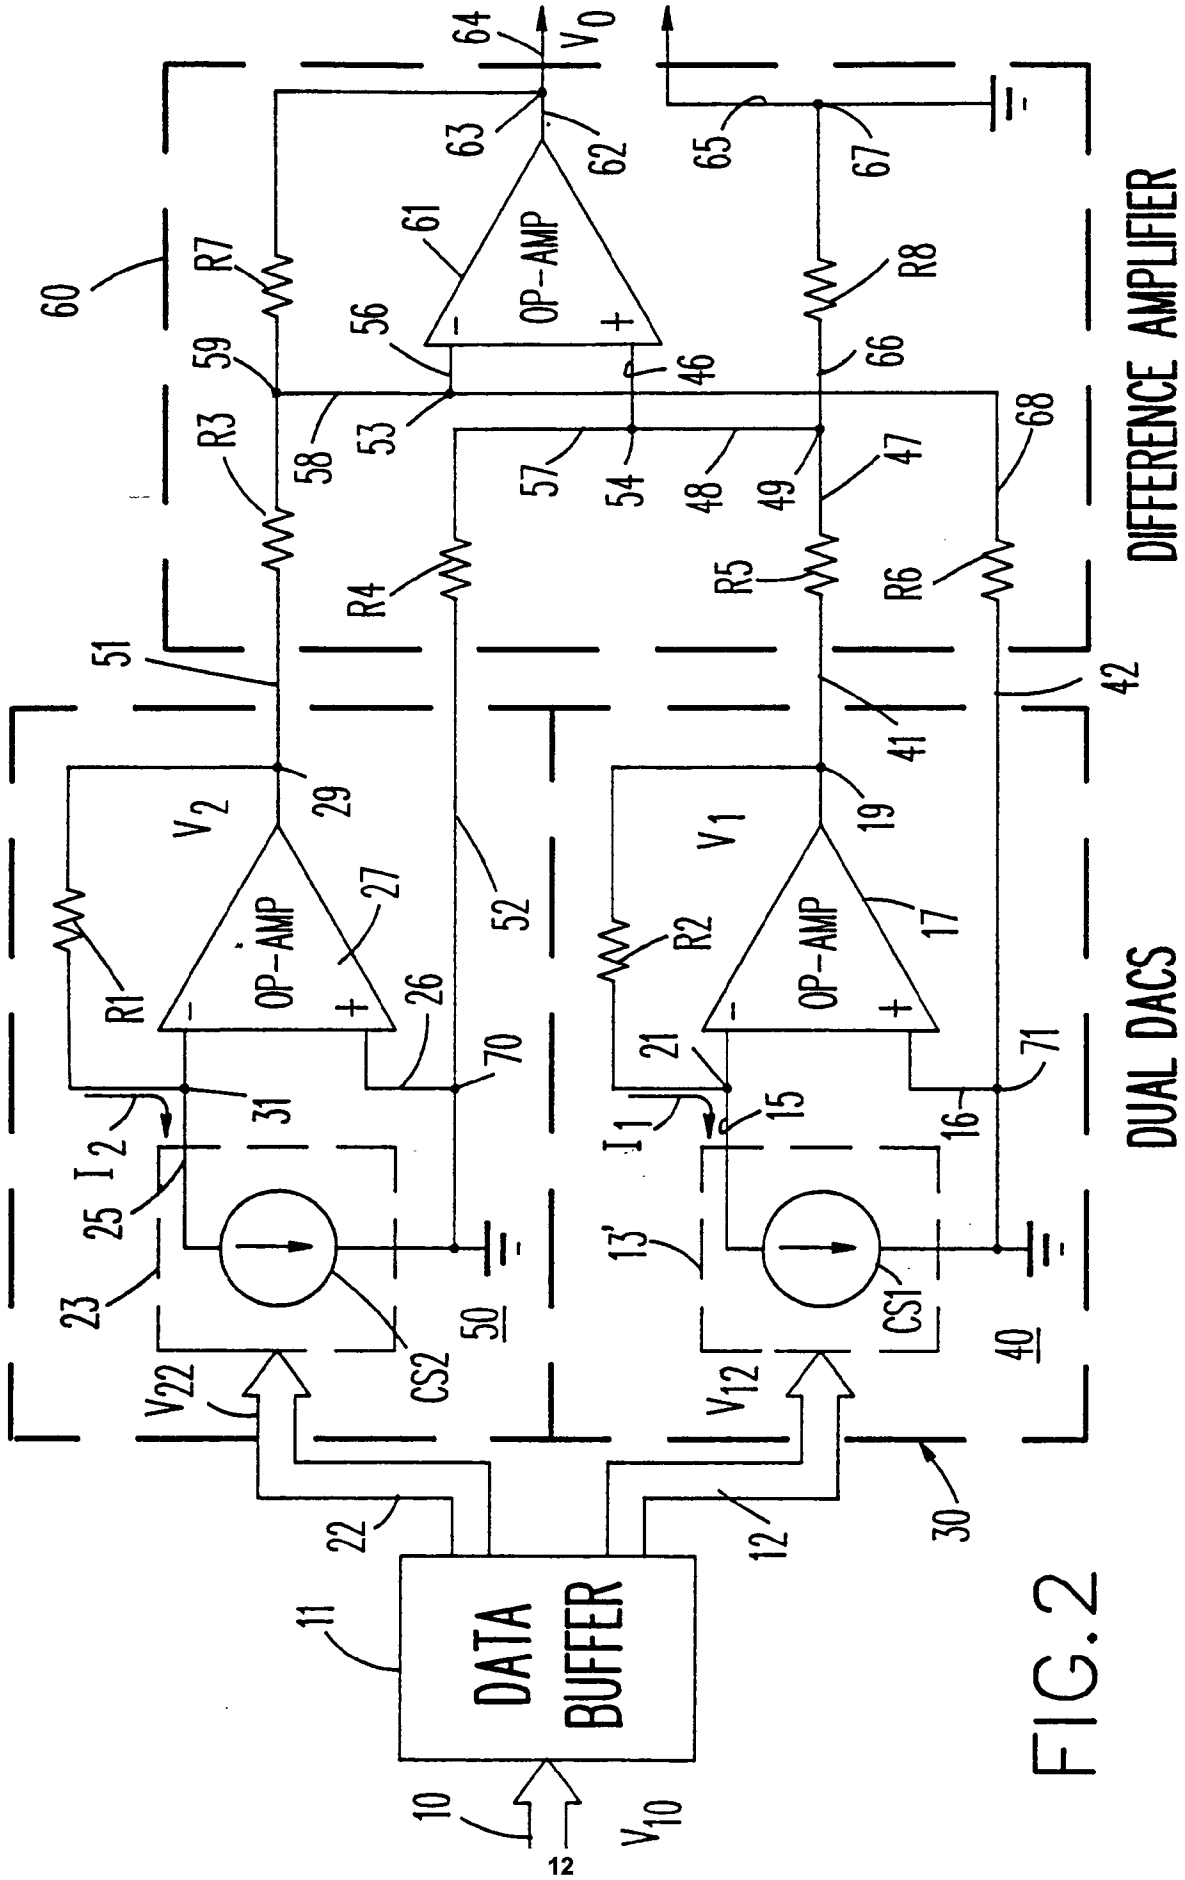 60
R7
59
R3
51
63
64
V0
62
61
OP-AMP
-
+
56
58
53
46
57
54
48
49
66
R8
65
67
47
68
R4
R5
R6
41
42
DIFFERENCE AMPLIFIER
V2
29
R1
OP-AMP
-
+
27
26
52
70
31
I2
25
23
V22
CS2
50
V1
19
R2
OP-AMP
-
+
17
21
15
16
71
I1
13'
V12
CS1
40
DUAL DACS
30
22
12
11
DATA
BUFFER
10
12
V10
FIG.2